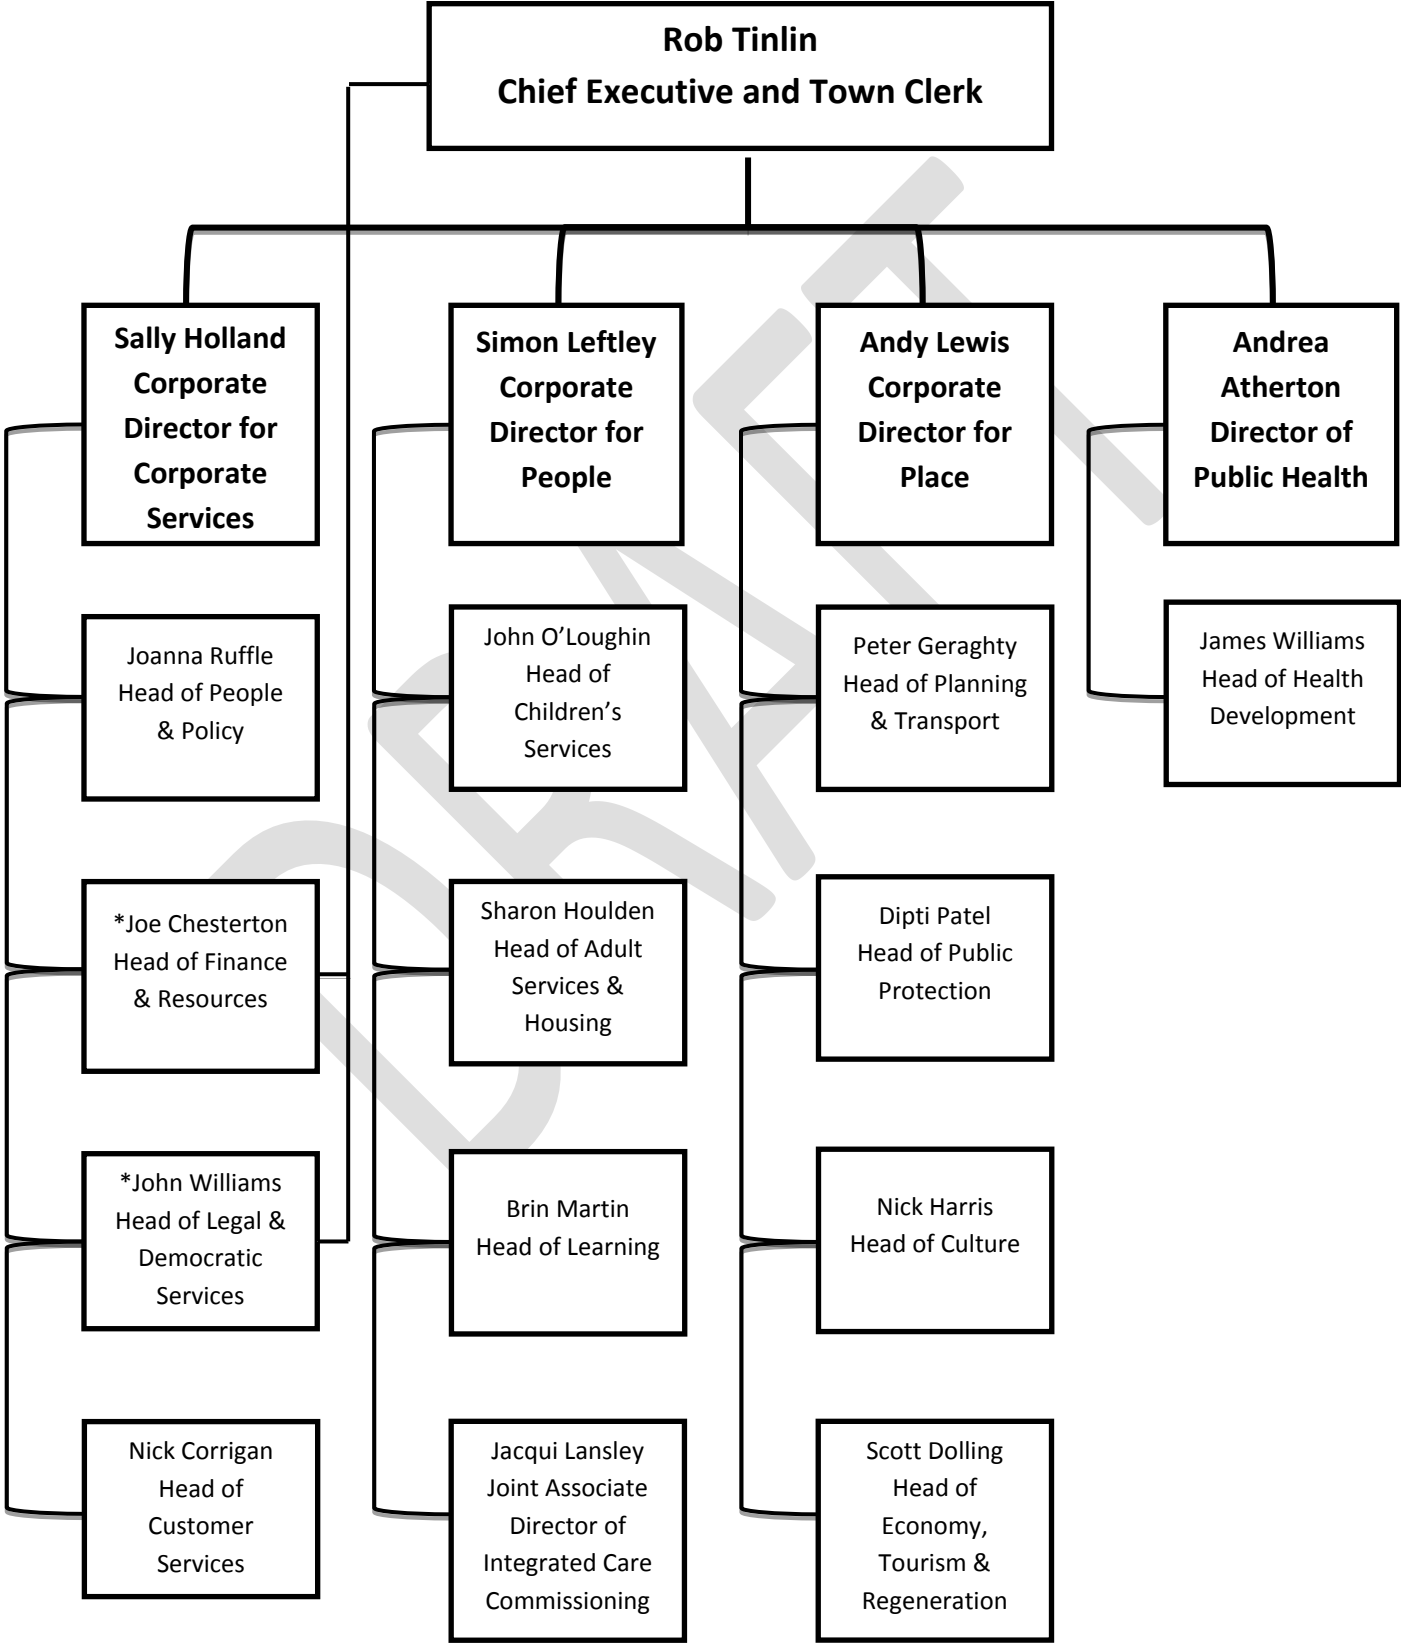 Rob Tinlin
Chief Executive and Town Clerk
Sally Holland
Corporate
Director for
Corporate
Services
Simon Leftley
Corporate
Director for
People
Andy Lewis
Corporate
Director for
Place
Andrea
Atherton
Director of
Public Health
Joanna Ruffle
Head of People
& Policy
John O’Loughin
Head of
Children’s
Services
Peter Geraghty
Head of Planning
& Transport
James Williams
Head of Health
Development
*Joe Chesterton
Head of Finance
& Resources
Sharon Houlden
Head of Adult
Services &
Housing
Dipti Patel
Head of Public
Protection
*John Williams
Head of Legal &
Democratic
Services
Brin Martin
Head of Learning
Nick Harris
Head of Culture
Nick Corrigan
Head of
Customer
Services
Jacqui Lansley
Joint Associate
Director of
Integrated Care
Commissioning
Scott Dolling
Head of
Economy,
Tourism &
Regeneration
DRAFT